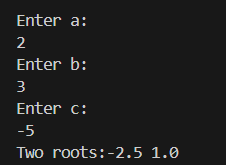 Enter a:
2
Enter b:
3
Enter c:
-5
Two roots:-2.5 1.0